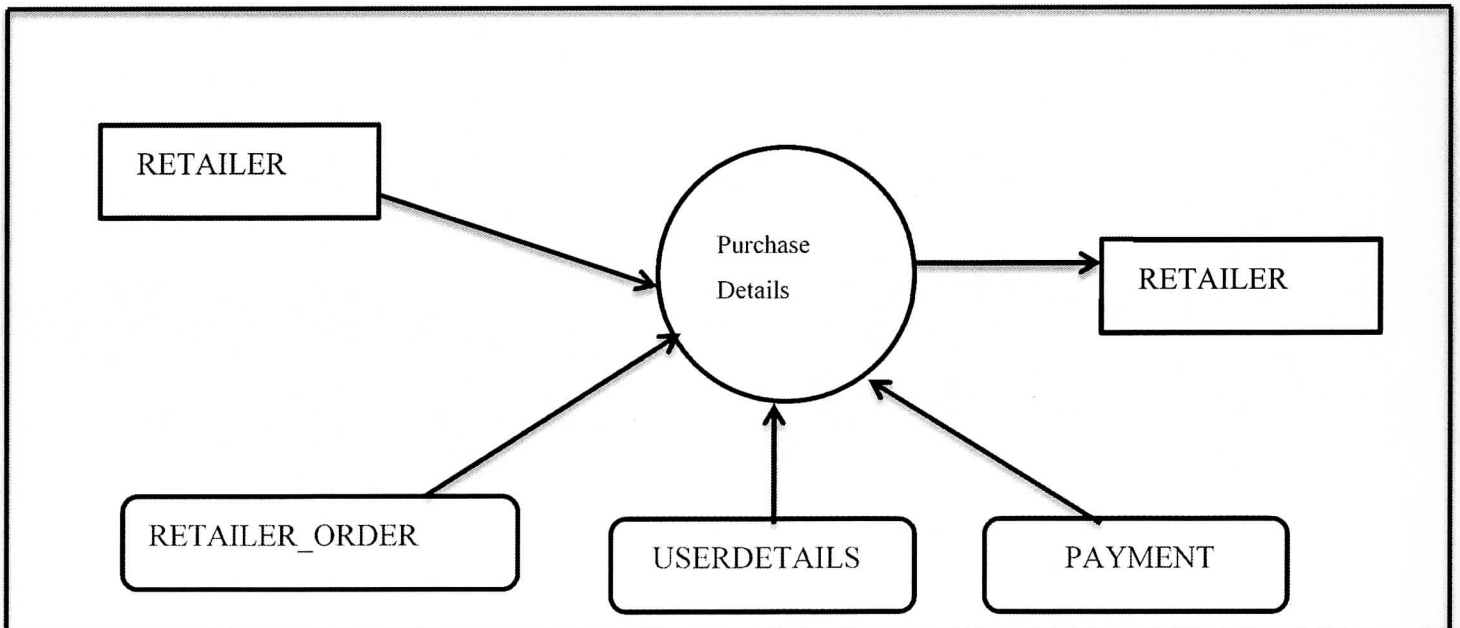 RETAILER
Purchase
Details
RETAILER
RETAILER_ORDER
USERDETAILS
PAYMENT